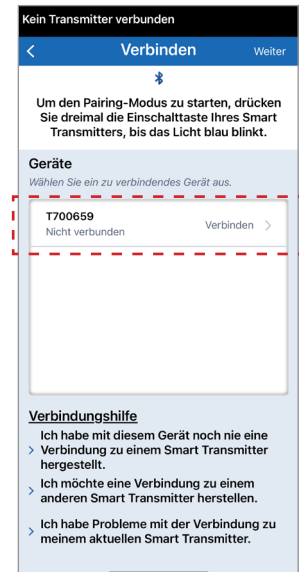 Kein Transmitter verbunden
Verbinden Weiter
Um den Pairing-Modus zu starten, drücken
Sie dreimal die Einschalttaste Ihres Smart
Transmitters, bis das Licht blau blinkt.
Geräte
Wählen Sie ein zu verbindendes Gerät aus.
T700659
Nicht verbunden
Verbinden
Verbindungshilfe
Ich habe mit diesem Gerät noch nie eine
Verbindung zu einem Smart Transmitter
hergestellt.
Ich möchte eine Verbindung zu einem
anderen Smart Transmitter herstellen.
Ich habe Probleme mit der Verbindung zu
meinem aktuellen Smart Transmitter.